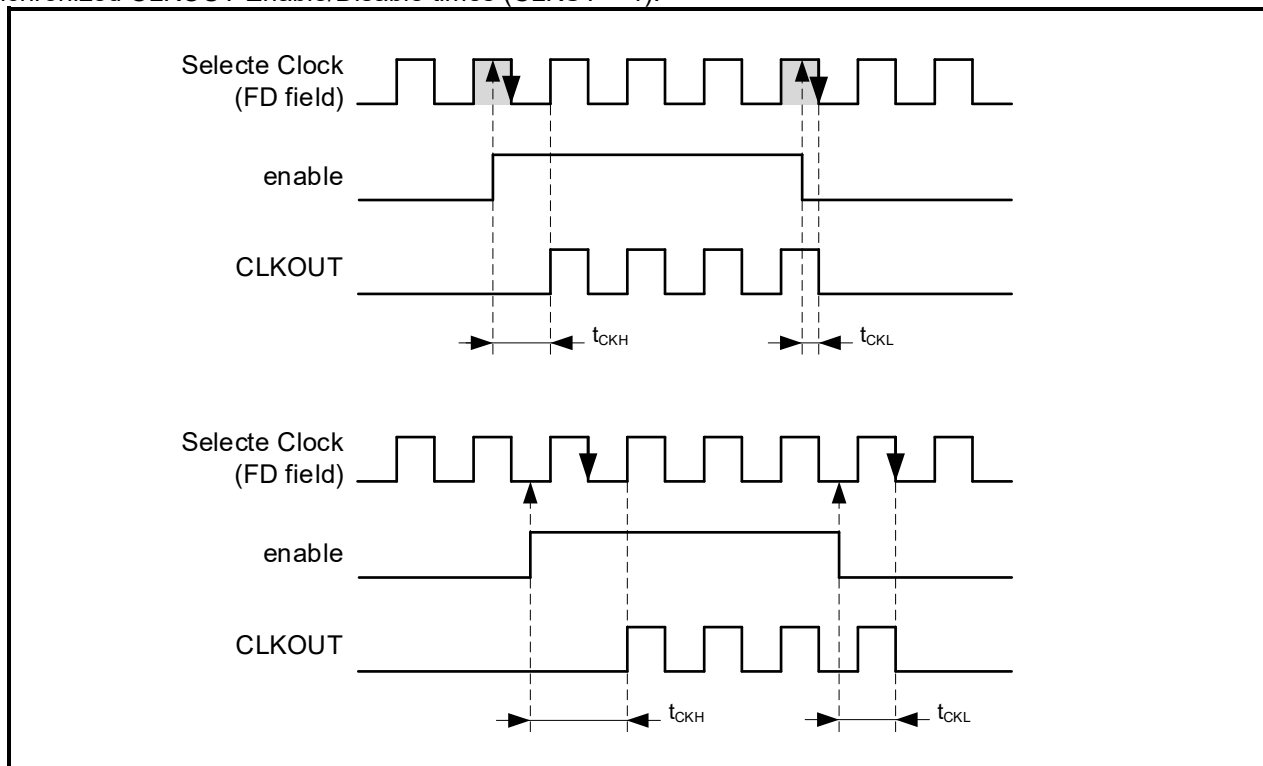 Selecte Clock
(FD field)
enable
CLKOUT
tCKH
tCKL
Selecte Clock
(FD field)
enable
CLKOUT
tCKH
tCKL